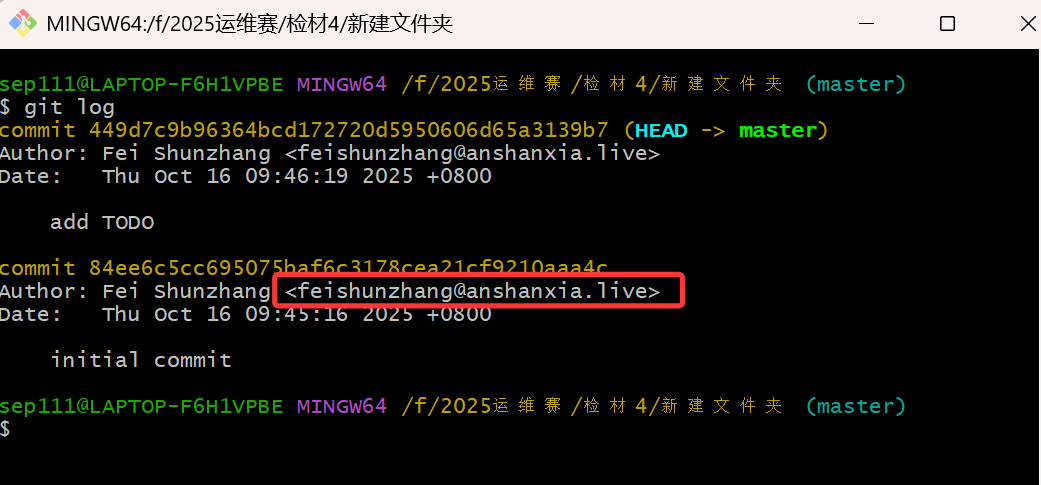 MINGW64:/f/2025运维赛/检材4/新建文件夹
sep111@LAPTOP-F6H1VPBE MINGW64 /f/2025运维赛/检材4/新建文件夹 (master)
$ git log
commit 449d7c9b96364bcd172720d5950606d65a3139b7 (HEAD -> master)
Author: Fei Shunzhang <feishunzhang@anshanxia.live>
Date:   Thu Oct 16 09:46:19 2025 +0800
    add TODO
commit 84ee6c5cc695075baf6c3178cea21cf9210aaa4c
Author: Fei Shunzhang <feishunzhang@anshanxia.live>
Date:   Thu Oct 16 09:45:16 2025 +0800
    initial commit
sep111@LAPTOP-F6H1VPBE MINGW64 /f/2025运维赛/检材4/新建文件夹 (master)
$